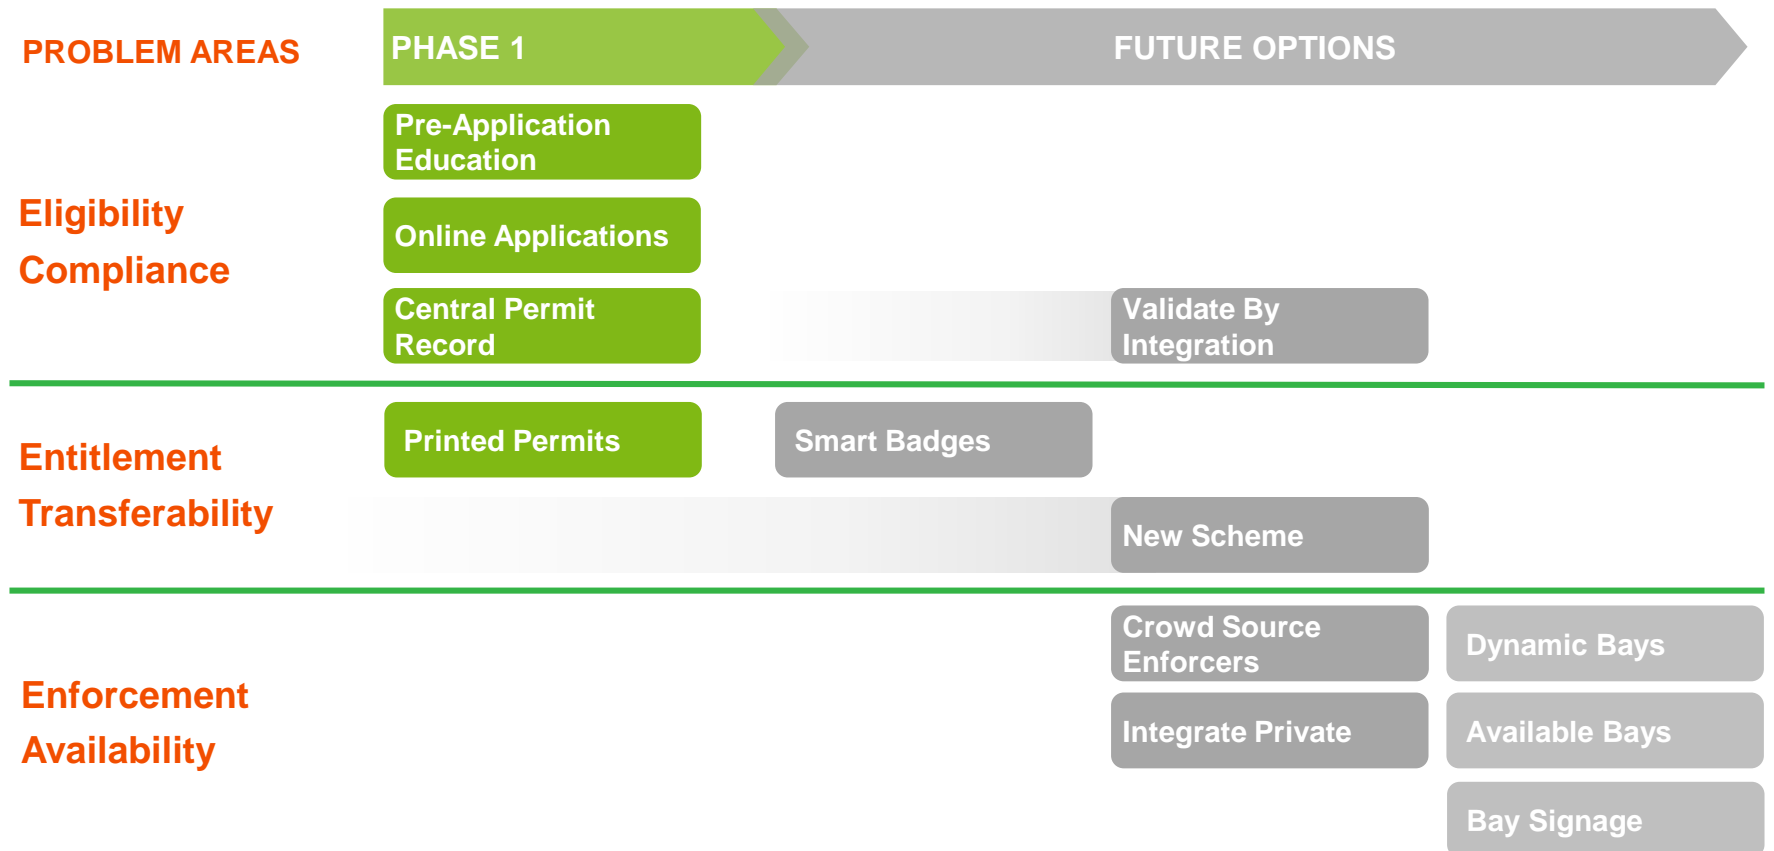 PROBLEM AREAS
PHASE 1
FUTURE OPTIONS
Eligibility
Compliance
Pre-Application
Education
Online Applications
Central Permit
Record
Validate By
Integration
Entitlement
Transferability
Printed Permits
Smart Badges
New Scheme
Enforcement
Availability
Crowd Source
Enforcers
Dynamic Bays
Integrate Private
Available Bays
Bay Signage